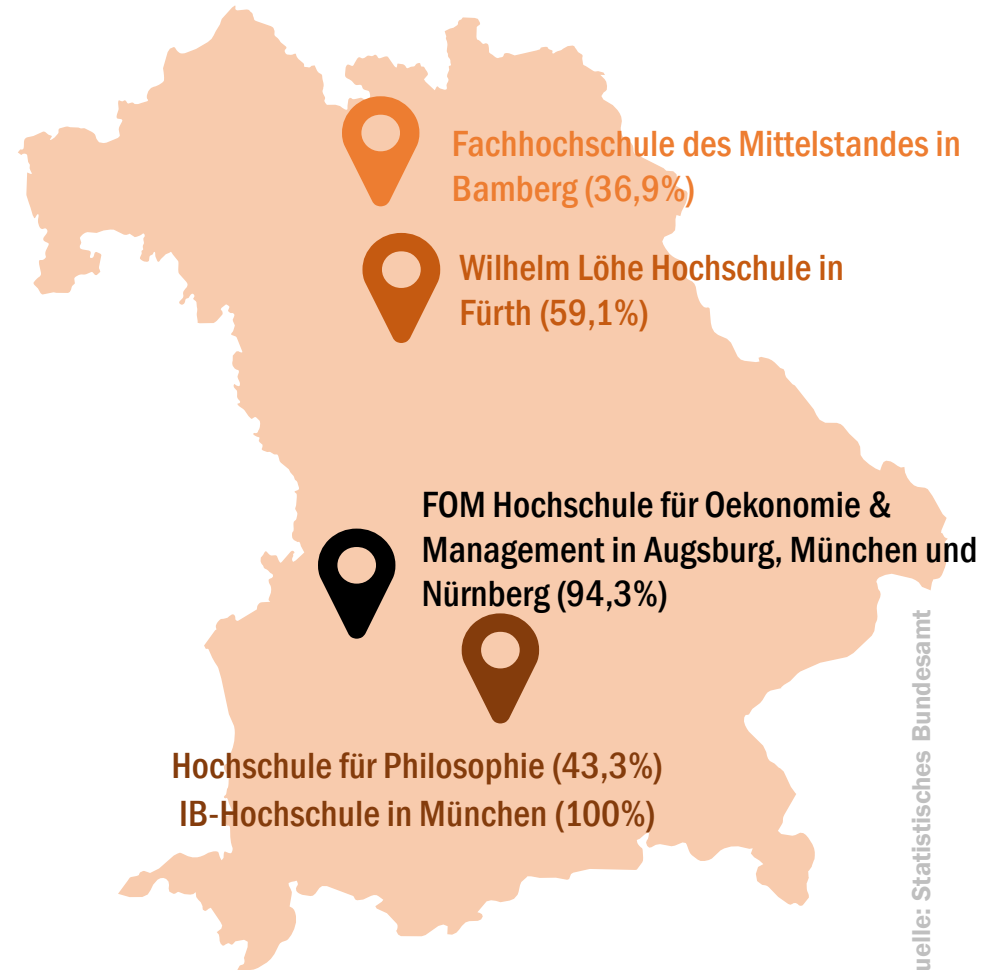 Fachhochschule des Mittelstandes in
Bamberg (36,9%)
Wilhelm Löhe Hochschule in
Fürth (59,1%)
FOM Hochschule für Oekonomie &
Management in Augsburg, München und
Nürnberg (94,3%)
Hochschule für Philosophie (43,3%)
IB-Hochschule in München (100%)
uelle: Statistisches Bundesamt